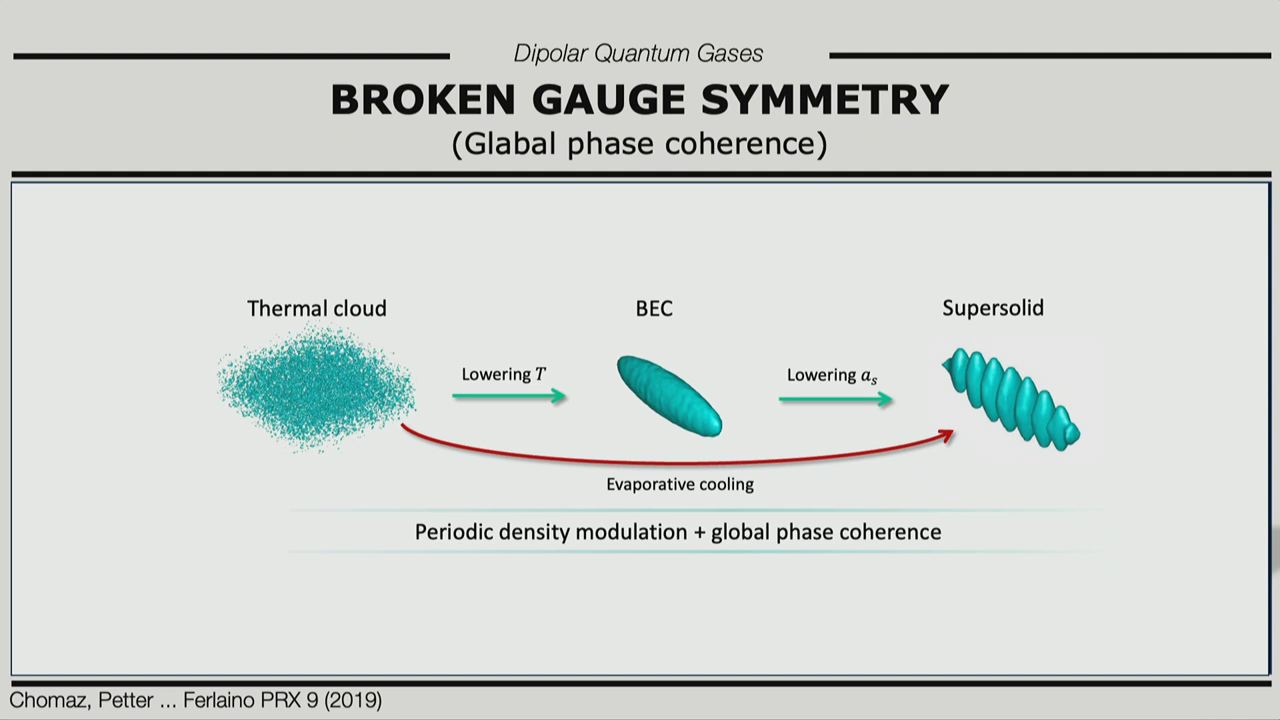 Dipolar Quantum Gases
BROKEN GAUGE SYMMETRY
(Glabal phase coherence)
Thermal cloud
BEC
Supersolid
Lowering T
Lowering aₛ
Evaporative cooling
Periodic density modulation + global phase coherence
Chomaz, Petter ... Ferlaino PRX 9 (2019)